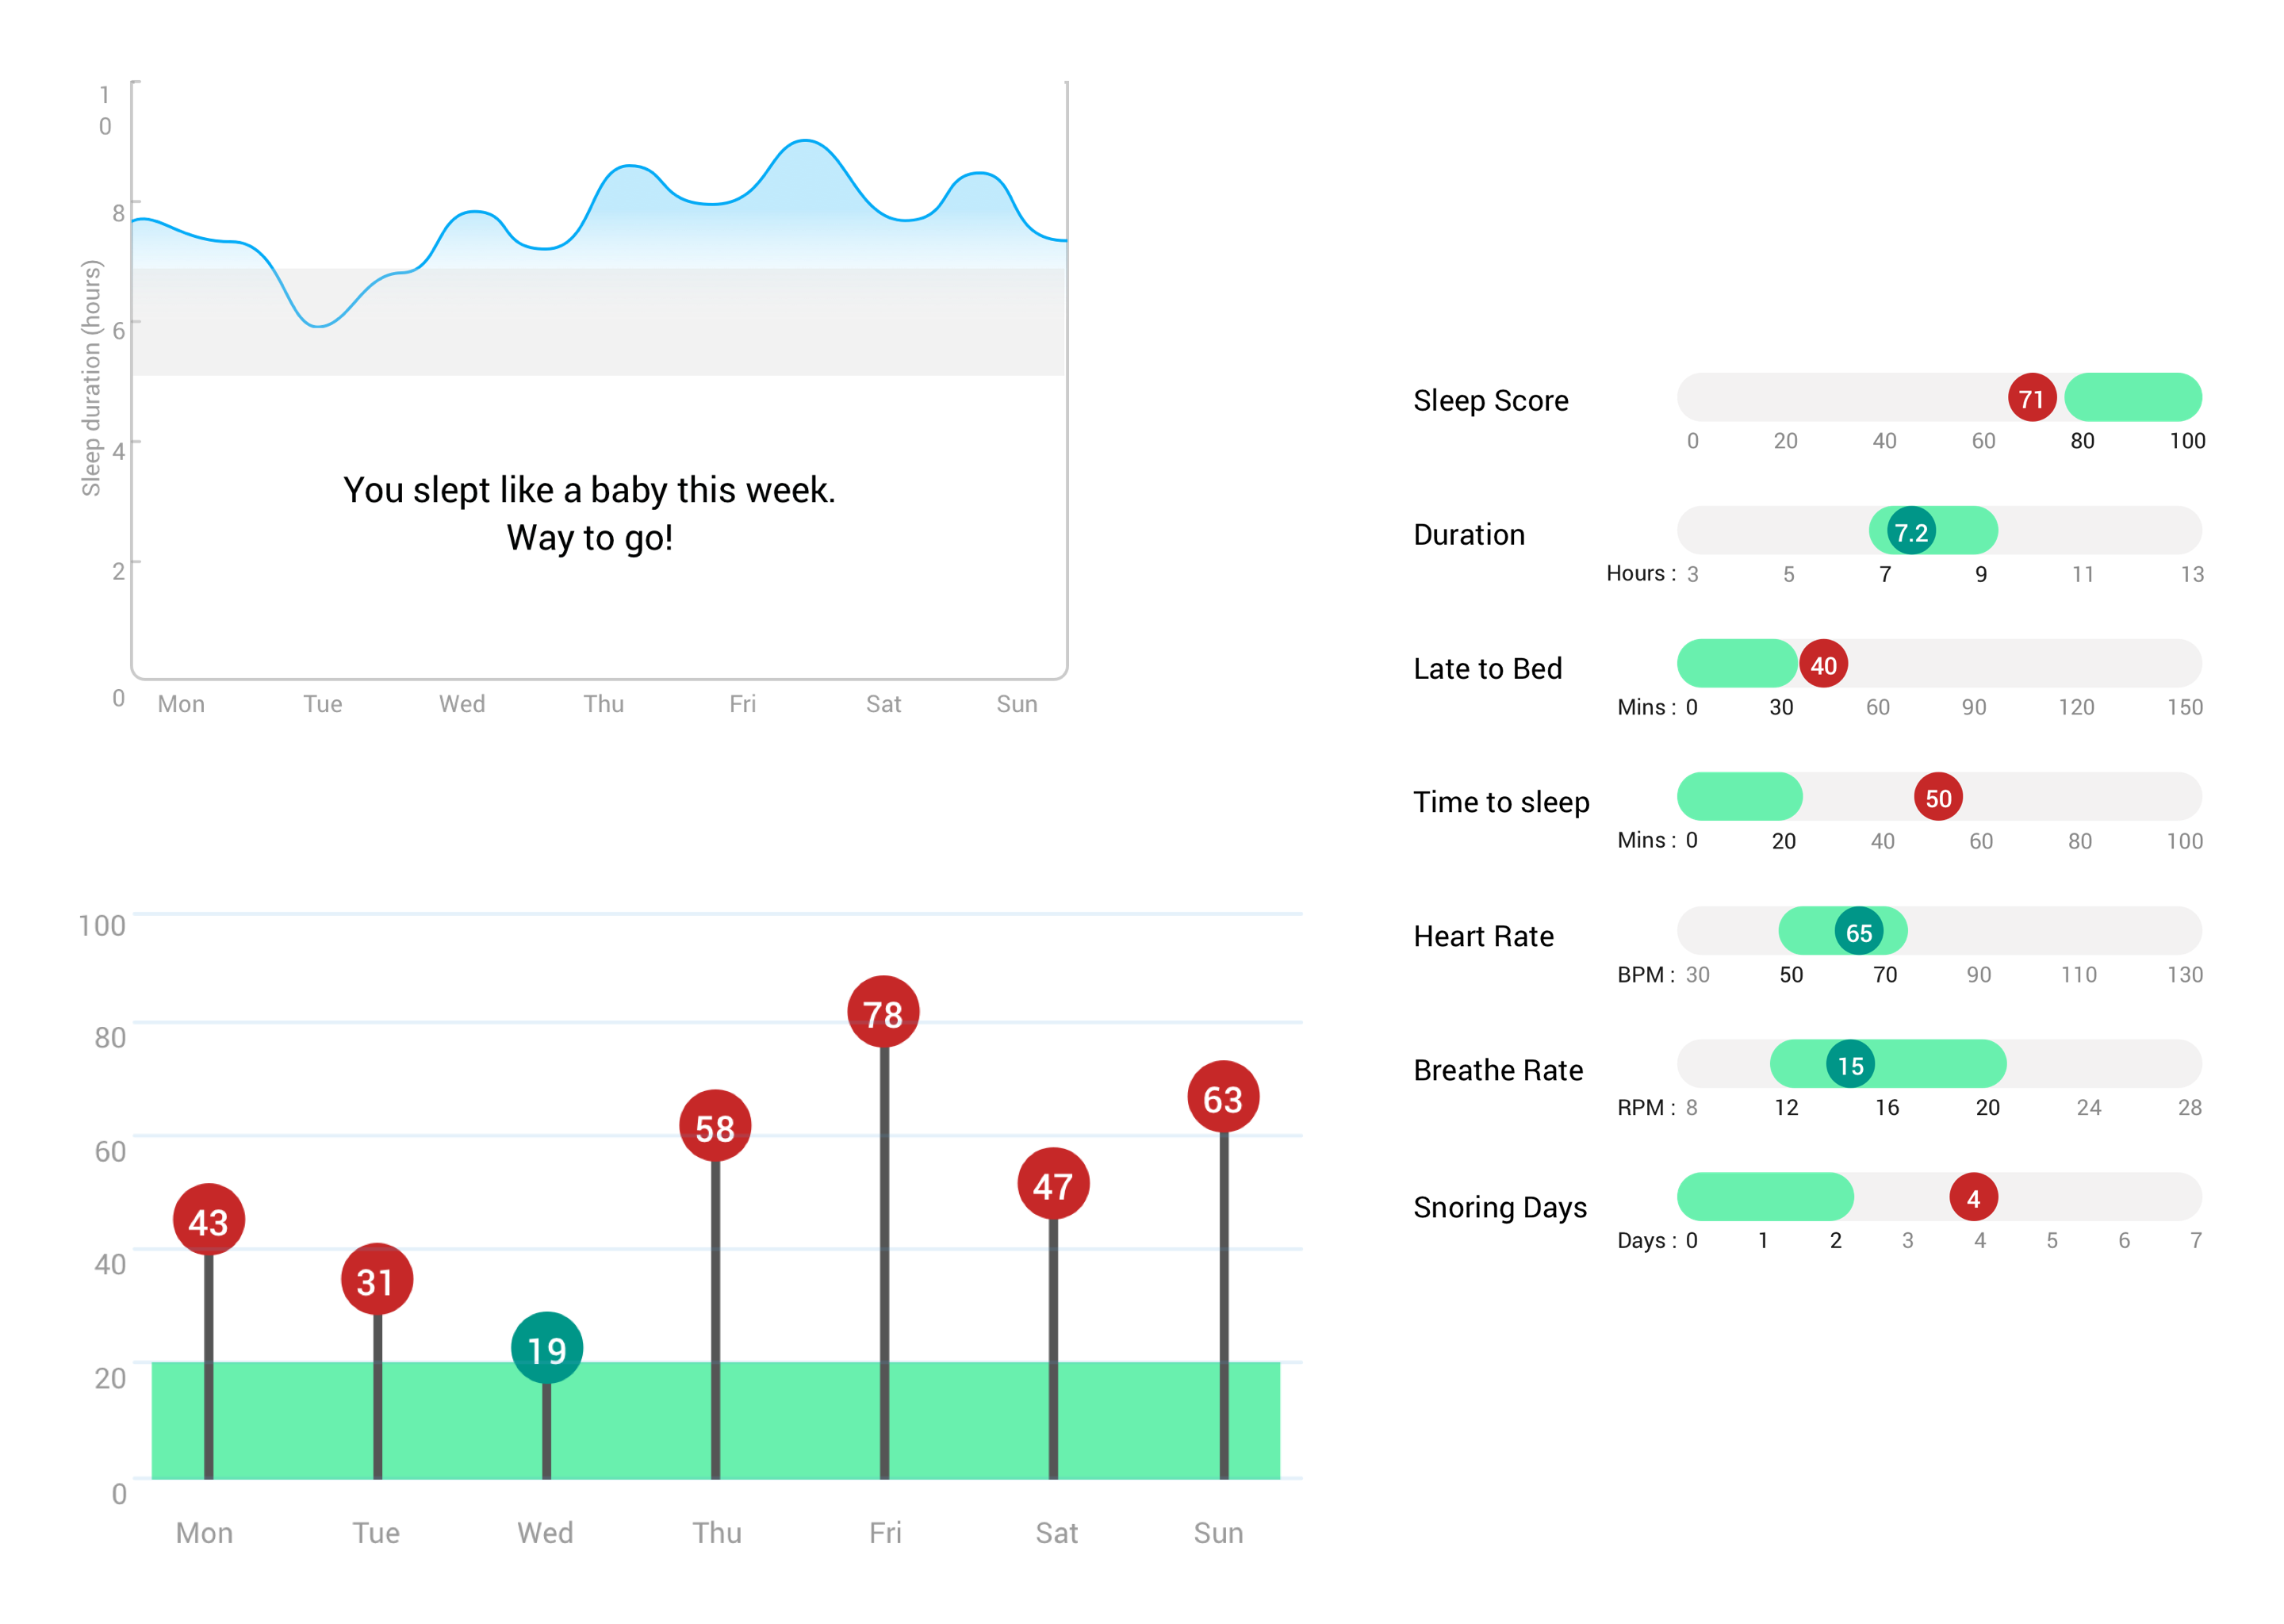 10
8
6
4
2
0
Sleep duration (hours)
You slept like a baby this week.
Way to go!
Mon Tue Wed Thu Fri Sat Sun
100
80
60
40
20
0
43 31 19 58 78 47 63
Mon Tue Wed Thu Fri Sat Sun
Sleep Score 71
0 20 40 60 80 100
Duration 7.2
Hours : 3 5 7 9 11 13
Late to Bed 40
Mins : 0 30 60 90 120 150
Time to sleep 50
Mins : 0 20 40 60 80 100
Heart Rate 65
BPM : 30 50 70 90 110 130
Breathe Rate 15
RPM : 8 12 16 20 24 28
Snoring Days 4
Days : 0 1 2 3 4 5 6 7